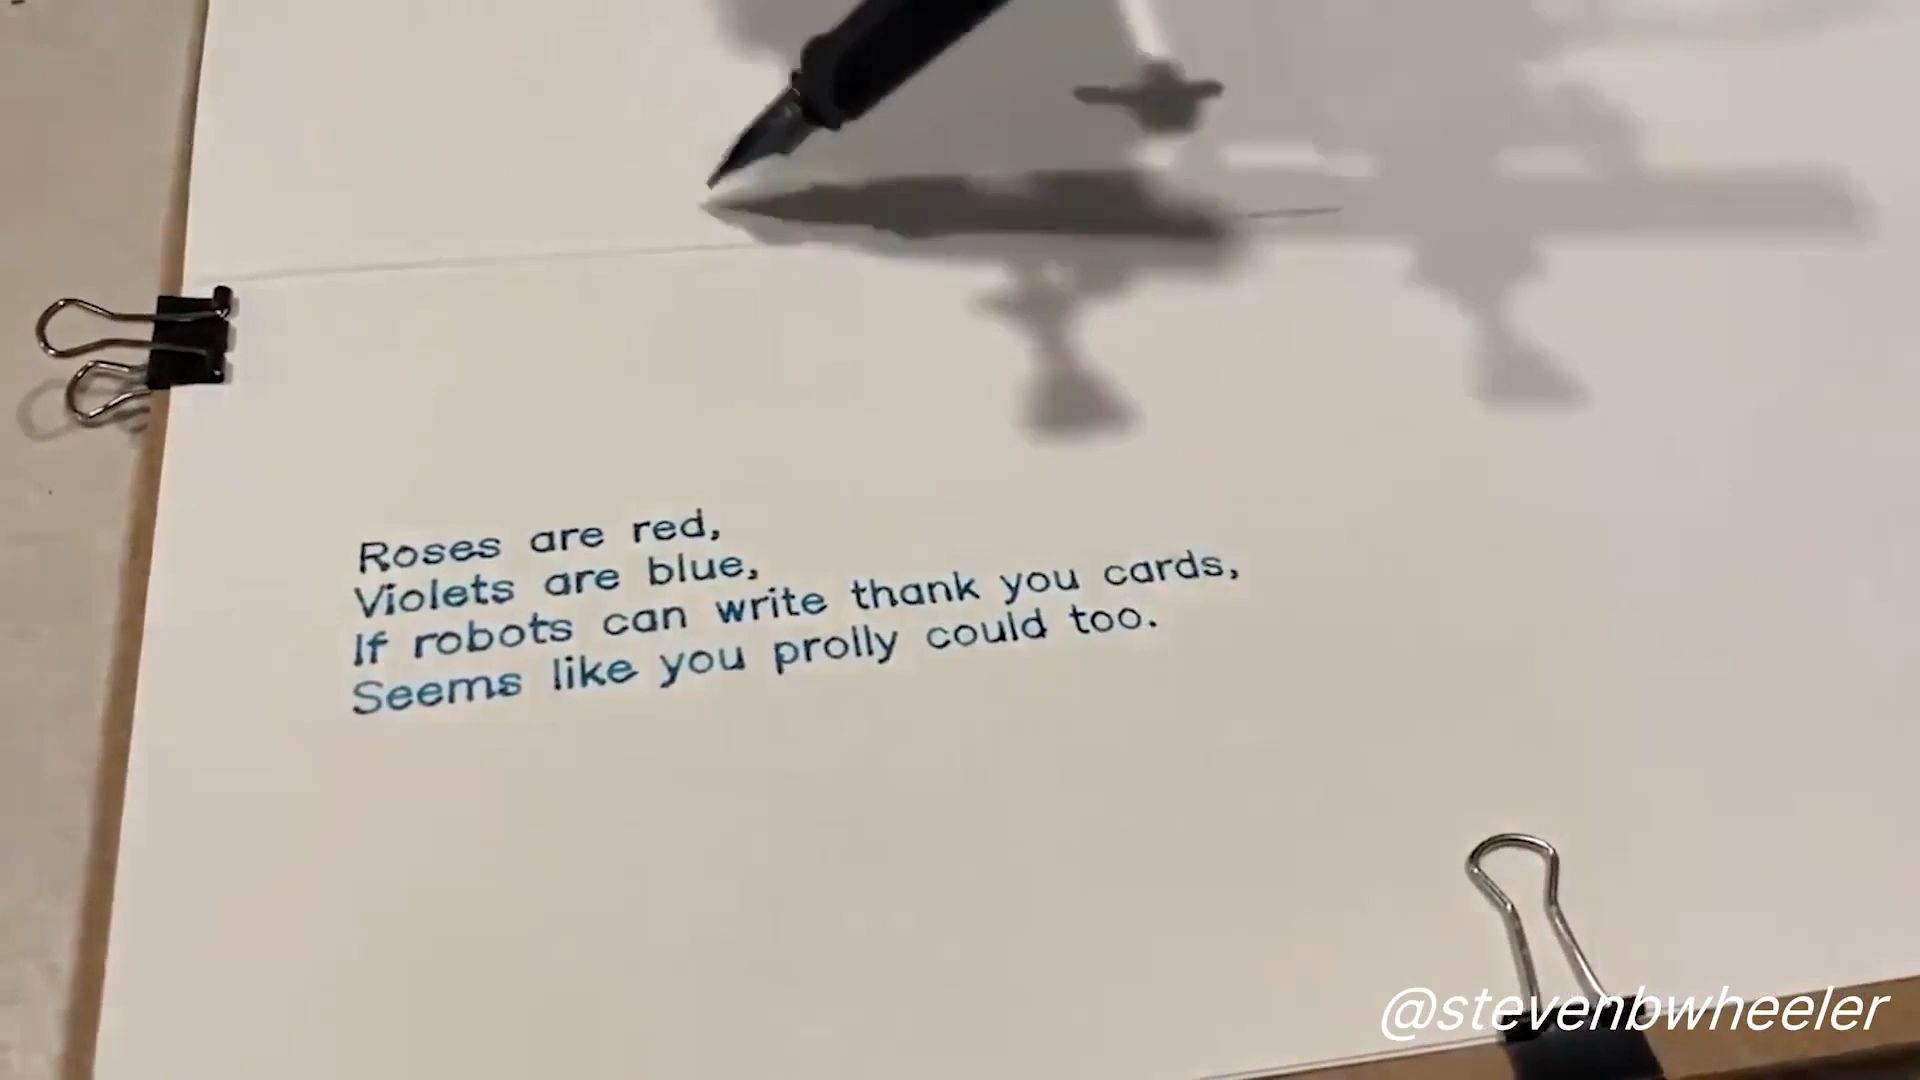 Roses are red,
Violets are blue,
If robots can write thank you cards,
Seems like you prolly could too.
@stevenbwheeler